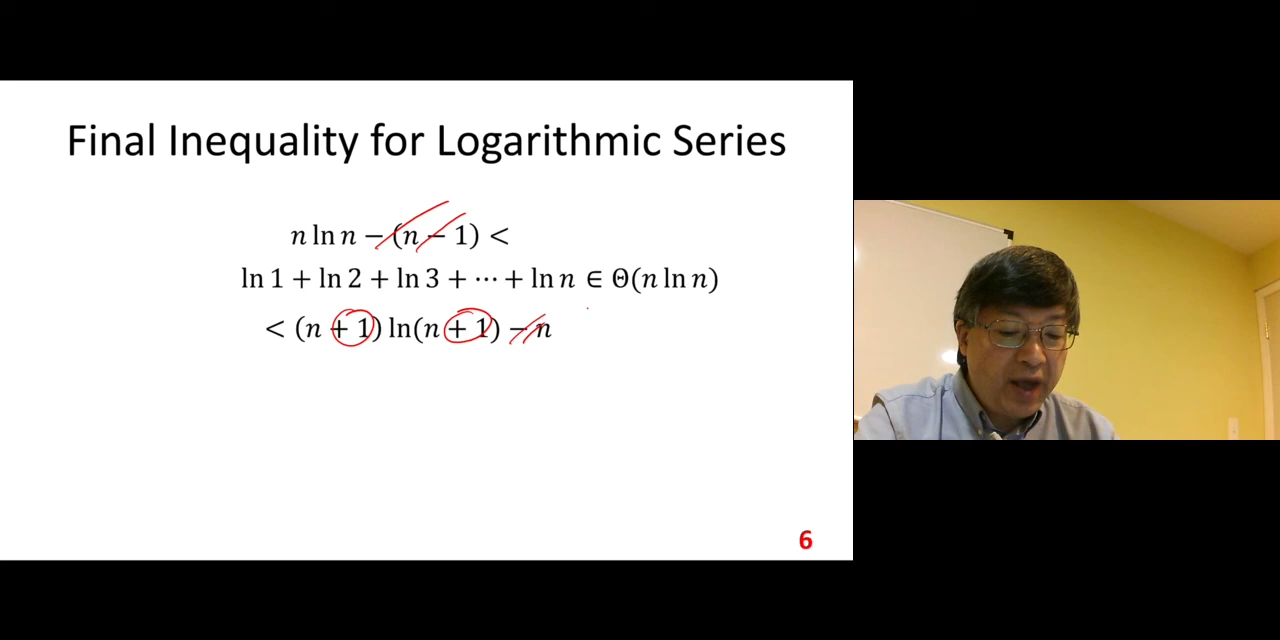 Final Inequality for Logarithmic Series
n ln n − (n − 1) <
ln 1 + ln 2 + ln 3 + ⋯ + ln n ∈ Θ(n ln n)
< (n + 1) ln(n + 1) − n
6